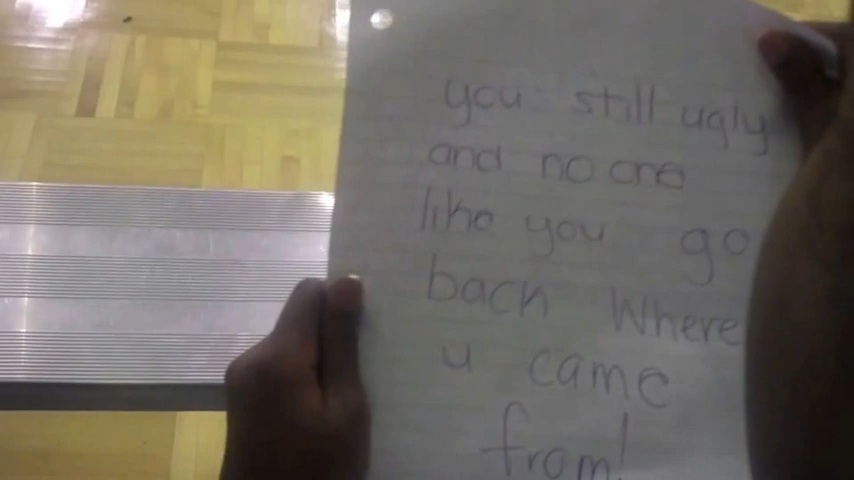 you still ugly
and no one
like you go
back Where
u came
from!